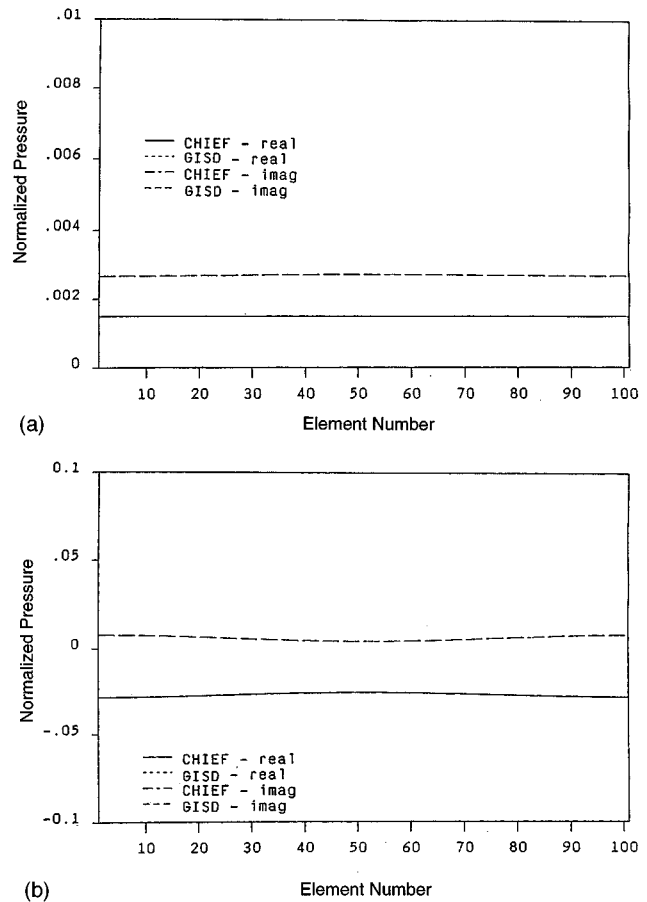 .01
.008
.006
.004
.002
0
Normalized Pressure
CHIEF - real
GISD - real
CHIEF - imag
GISD - imag
10 20 30 40 50 60 70 80 90 100
(a)
Element Number
0.1
.05
0
-.05
-0.1
Normalized Pressure
CHIEF - real
GISD - real
CHIEF - imag
GISD - imag
10 20 30 40 50 60 70 80 90 100
(b)
Element Number